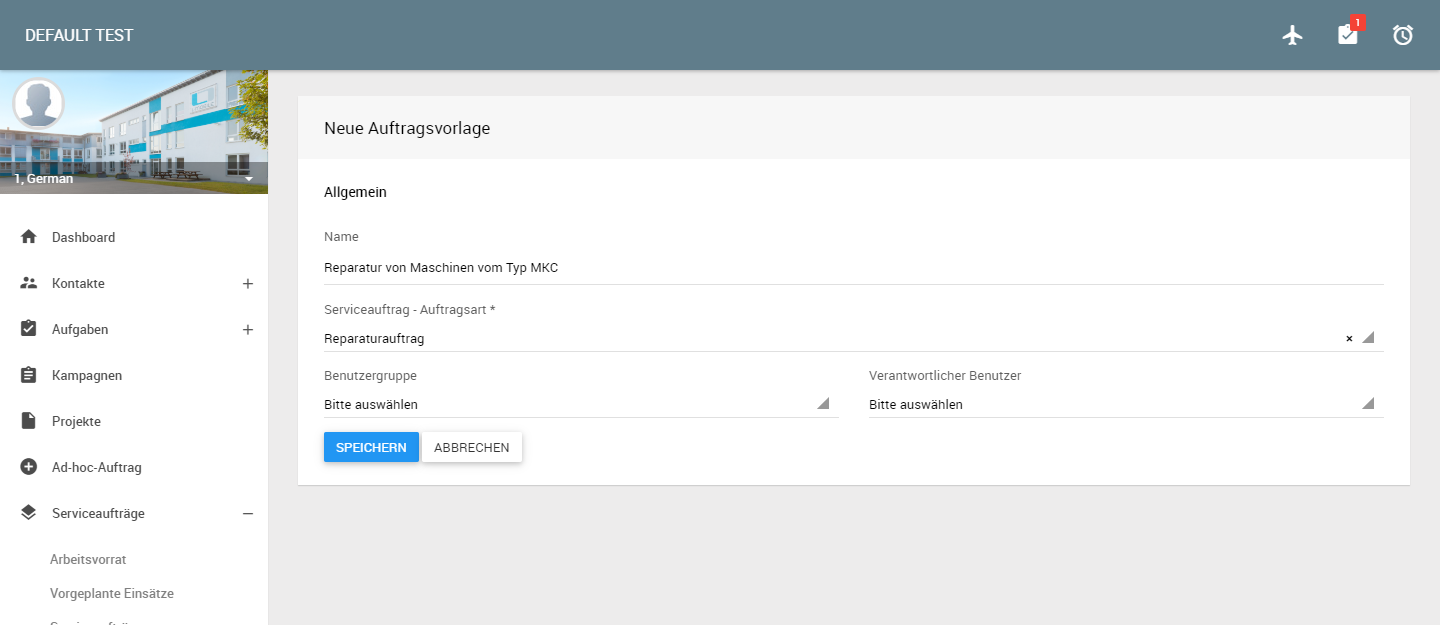 DEFAULT TEST
1
1, German
Dashboard
Kontakte
Aufgaben
Kampagnen
Projekte
Ad-hoc-Auftrag
Serviceaufträge
Arbeitsvorrat
Vorgeplante Einsätze
Neue Auftragsvorlage
Allgemein
Name
Reparatur von Maschinen vom Typ MKC
Serviceauftrag - Auftragsart *
Reparaturauftrag ×
Benutzergruppe
Bitte auswählen
Verantwortlicher Benutzer
Bitte auswählen
SPEICHERN ABBRECHEN